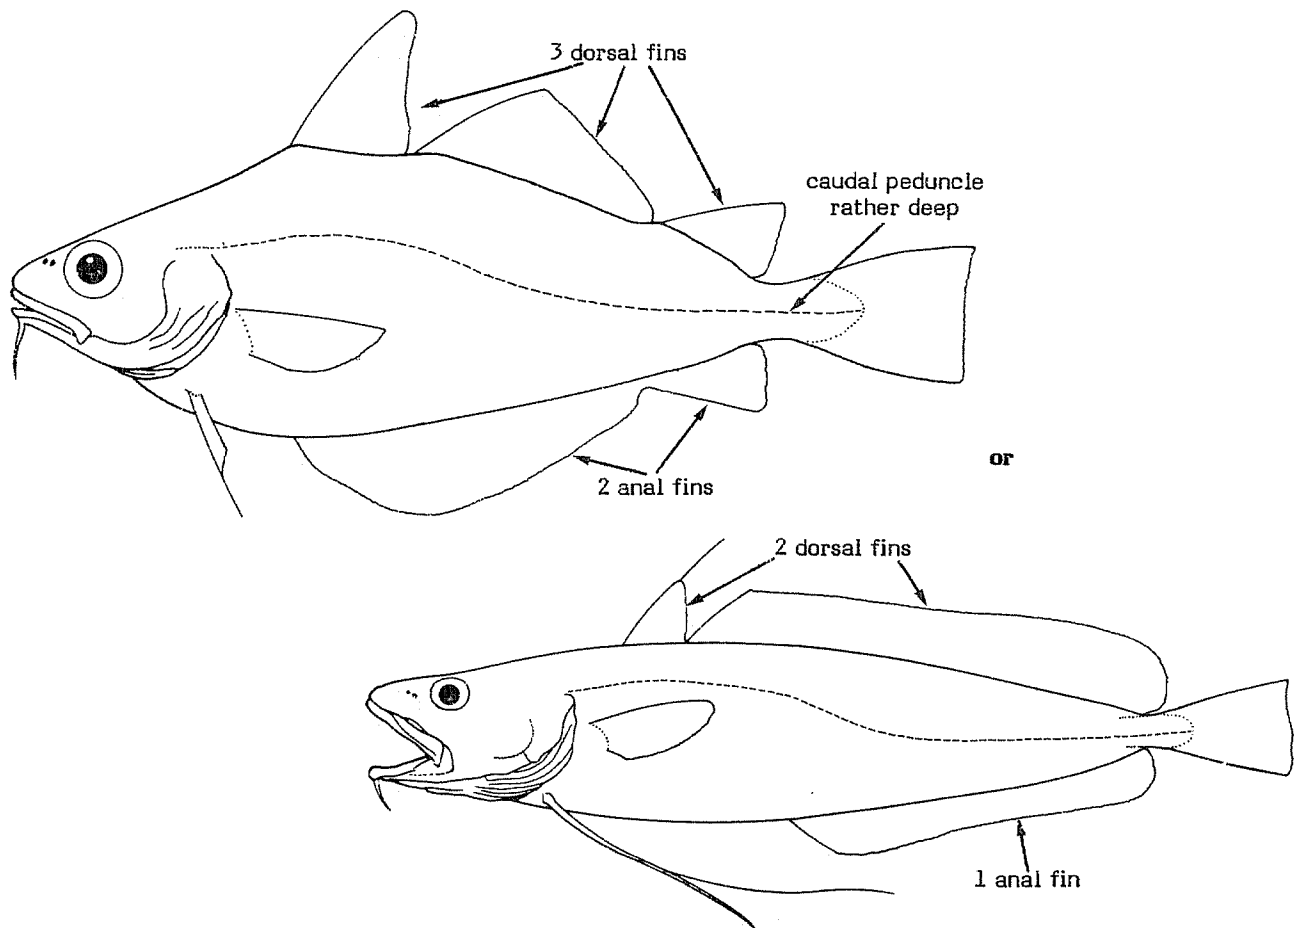 3 dorsal fins
caudal peduncle
rather deep
2 anal fins
or
2 dorsal fins
1 anal fin